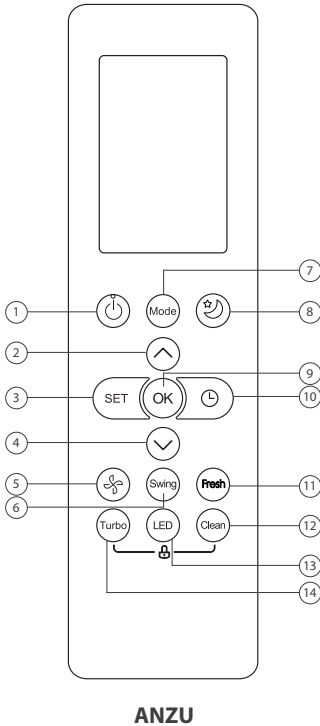 7
1
Mode
8
2
9
3
SET
OK
10
4
5
Swing
Fresh
11
6
Turbo
LED
Clean
12
13
14
ANZU